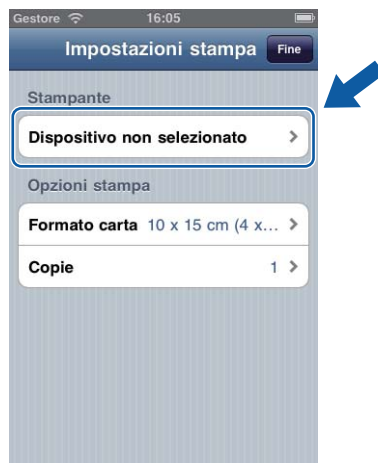 Gestore 16:05
Impostazioni stampa Fine
Stampante
Dispositivo non selezionato
Opzioni stampa
Formato carta 10 x 15 cm (4 x...
Copie 1